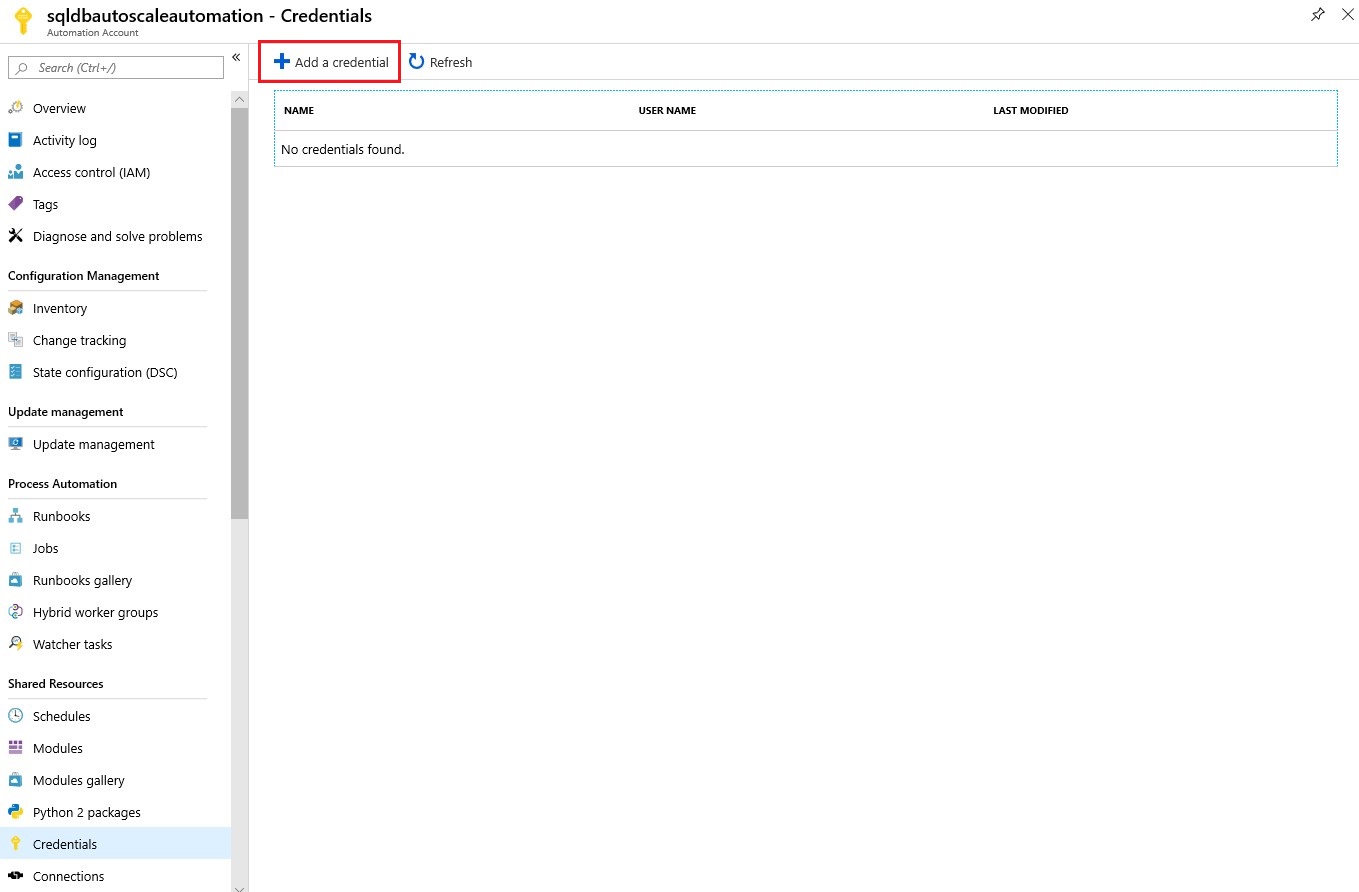 sqldbautoscaleautomation - Credentials
Automation Account
Search (Ctrl+/)
«
Add a credential
Refresh
Overview
Activity log
Access control (IAM)
Tags
Diagnose and solve problems
Configuration Management
Inventory
Change tracking
State configuration (DSC)
Update management
Update management
Process Automation
Runbooks
Jobs
Runbooks gallery
Hybrid worker groups
Watcher tasks
Shared Resources
Schedules
Modules
Modules gallery
Python 2 packages
Credentials
Connections
NAME USER NAME LAST MODIFIED
No credentials found.